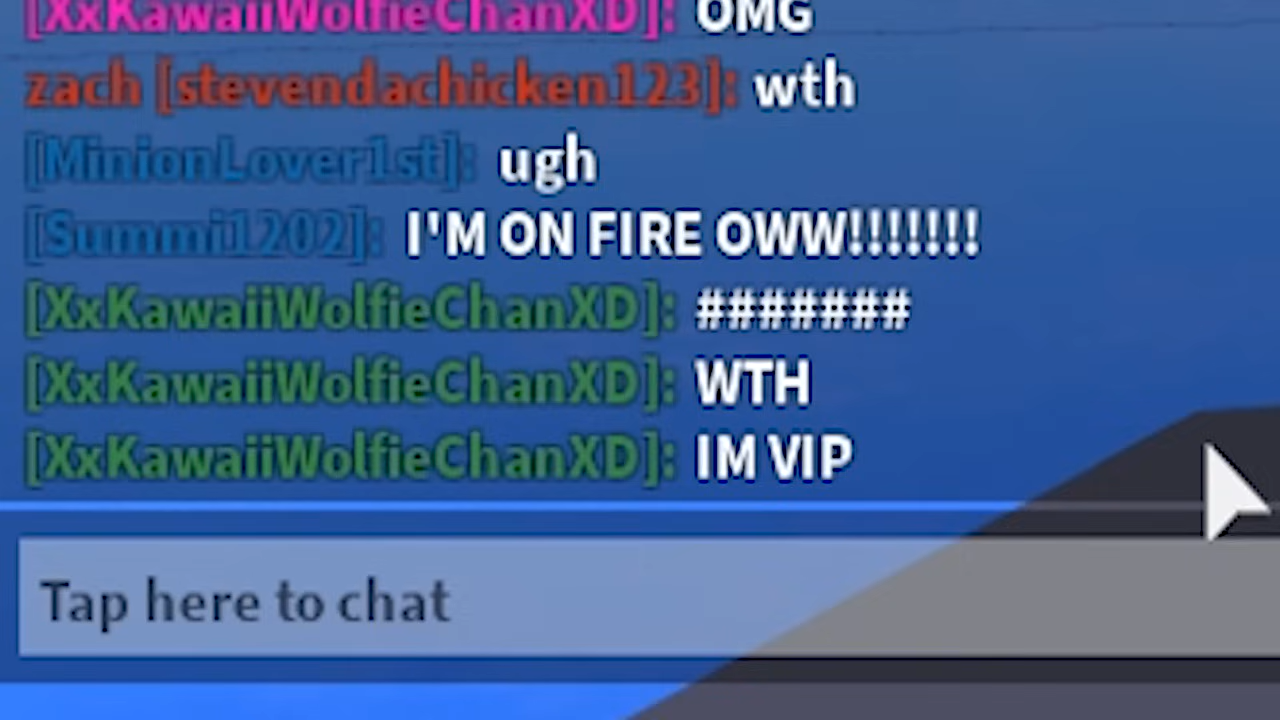 [XxKawaiiWolfieChanXD]: OMG
zach [stevendachicken123]: wth
[MinionLover1st]: ugh
[Summi1202]: I'M ON FIRE OWW!!!!!!!
[XxKawaiiWolfieChanXD]: #######
[XxKawaiiWolfieChanXD]: WTH
[XxKawaiiWolfieChanXD]: IM VIP
Tap here to chat